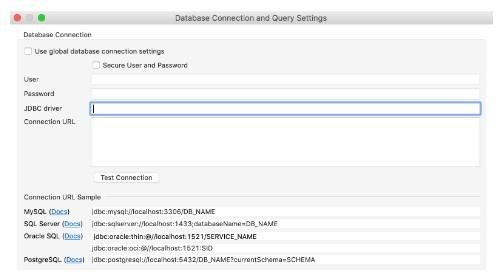 Database Connection and Query Settings
Database Connection
Use global database connection settings
Secure User and Password
User
Password
JDBC driver
Connection URL
Test Connection
Connection URL Sample
MySQL (Docs) jdbc:mysql://localhost:3306/DB_NAME
SQL Server (Docs) jdbc:sqlserver://localhost:1433;databaseName=DB_NAME
Oracle SQL (Docs) jdbc:oracle:thin:@//localhost:1521/SERVICE_NAME
jdbc:oracle:oci:@//localhost:1521:SID
PostgreSQL (Docs) jdbc:postgresql://localhost:5432/DB_NAME?currentSchema=SCHEMA